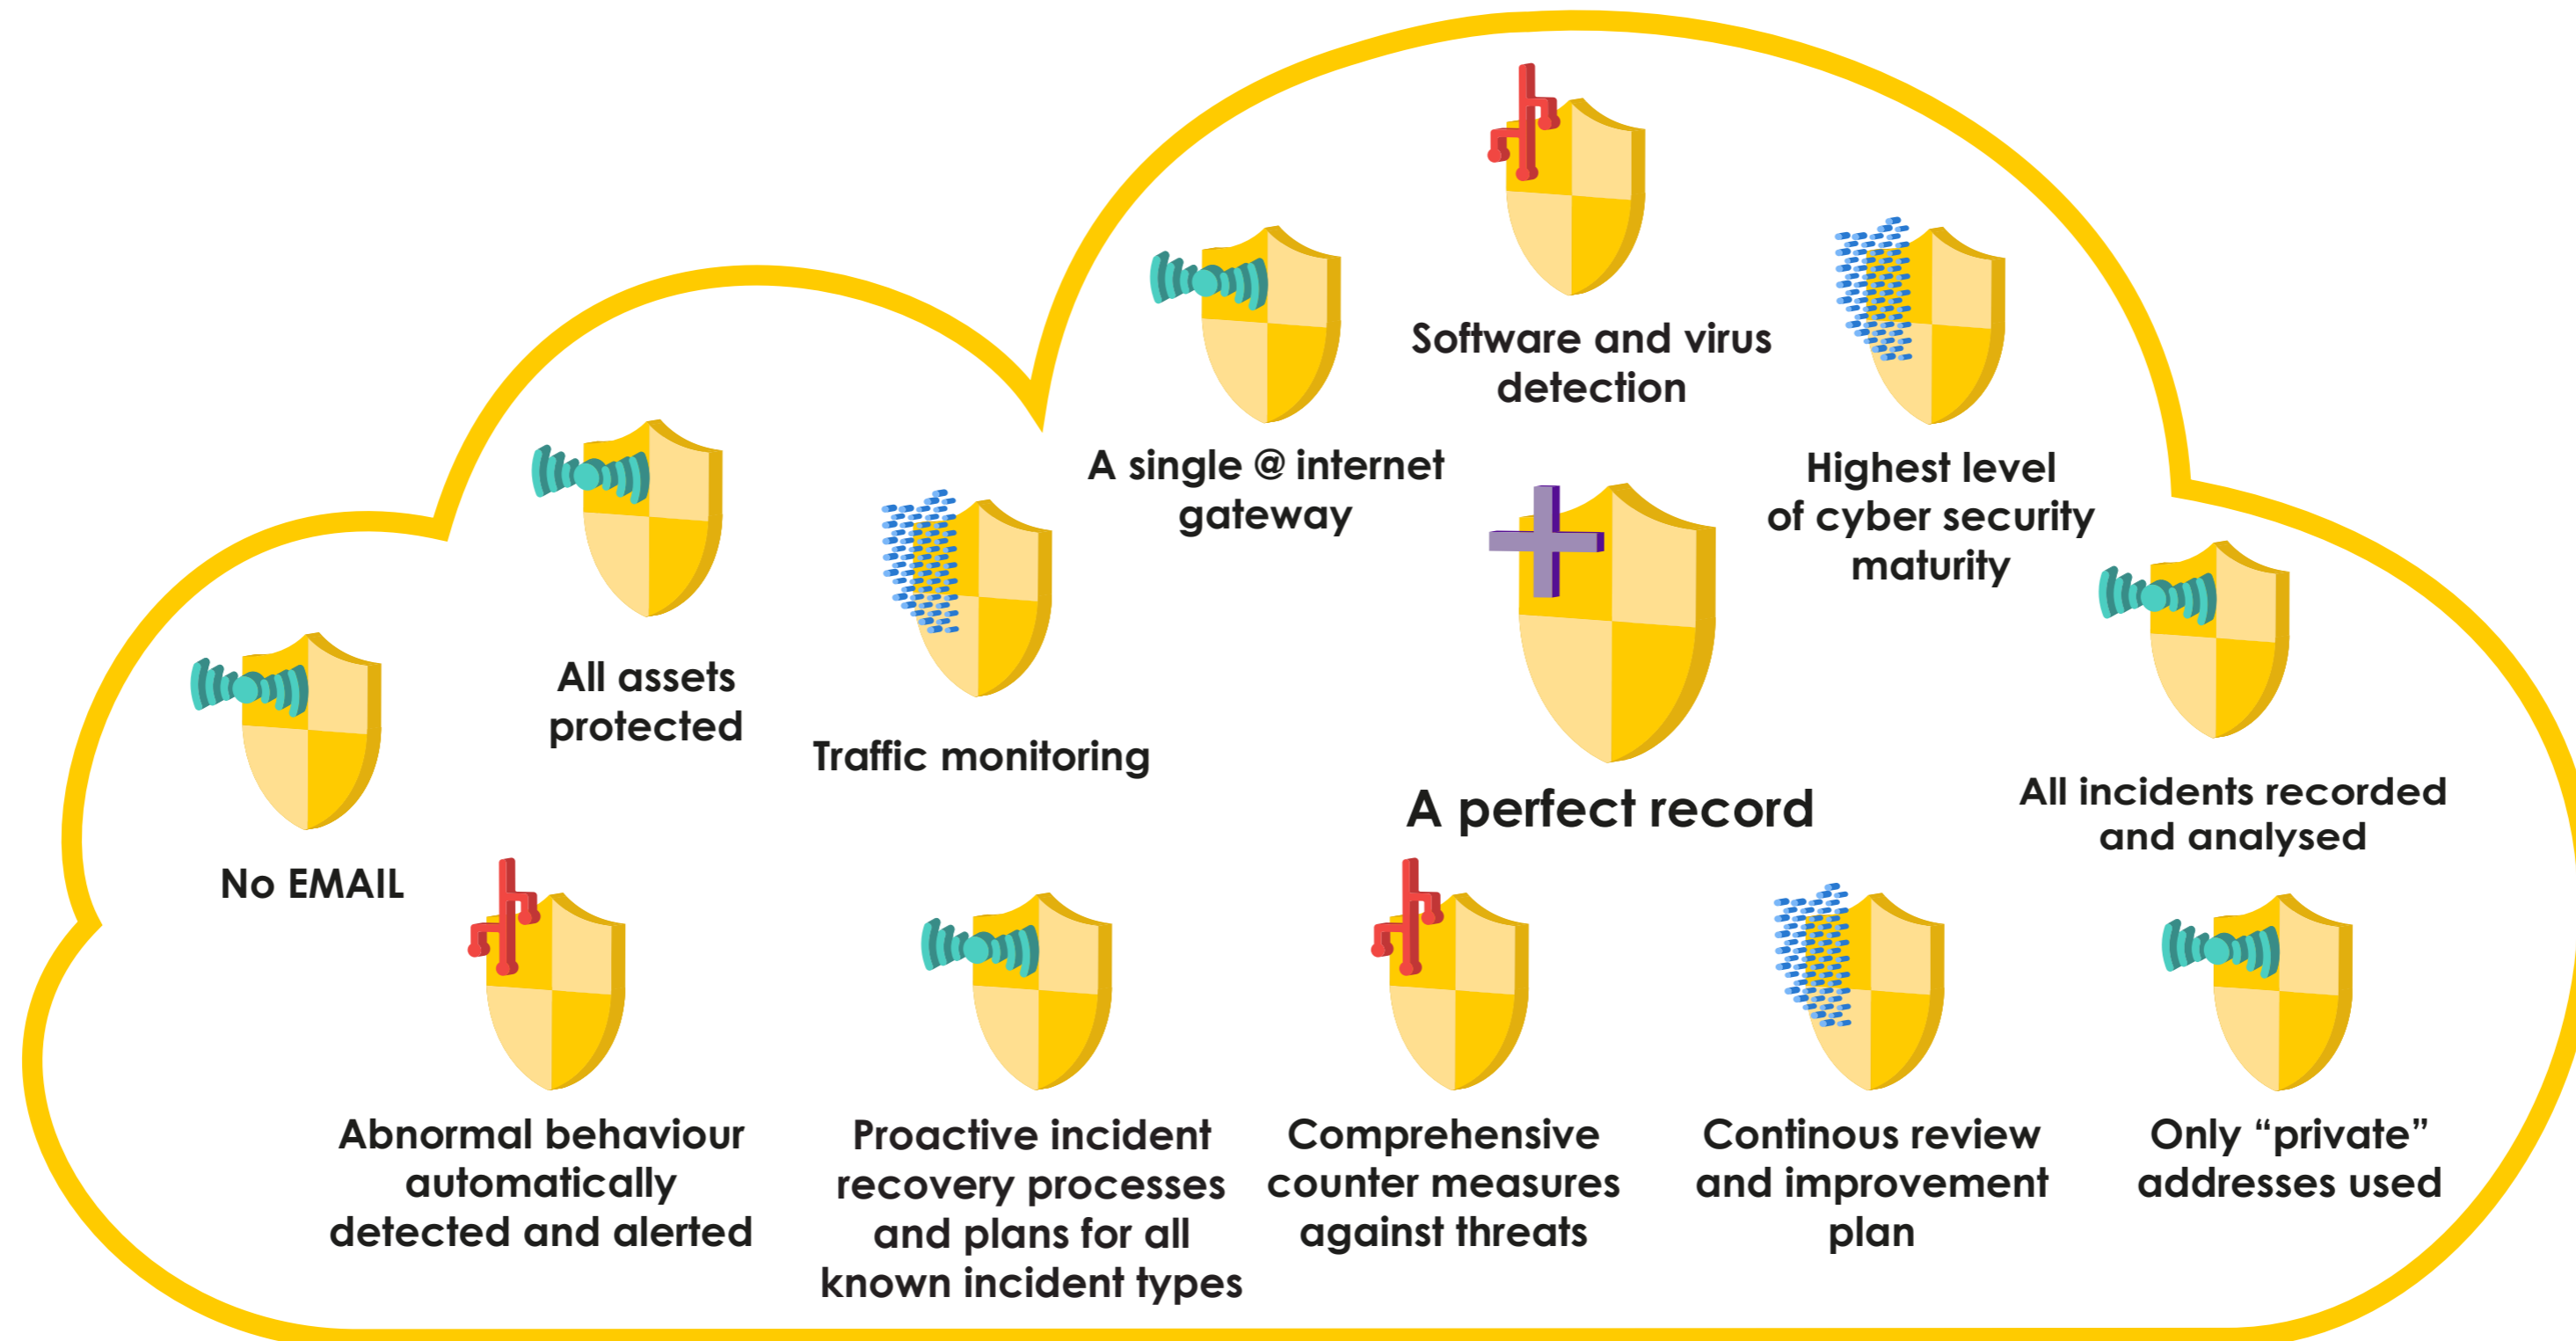 Software and virus
detection
A single @ internet
gateway
Highest level
of cyber security
maturity
All assets
protected
Traffic monitoring
A perfect record
All incidents recorded
and analysed
No EMAIL
Abnormal behaviour
automatically
detected and alerted
Proactive incident
recovery processes
and plans for all
known incident types
Comprehensive
counter measures
against threats
Continous review
and improvement
plan
Only “private”
addresses used